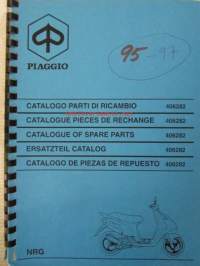 95-97
PIAGGIO
CATALOGO PARTI DI RICAMBIO 406282
CATALOGUE PIECES DE RECHANGE 406282
CATALOGUE OF SPARE PARTS 406282
ERSATZTEIL CATALOG 406282
CATALOGO DE PIEZAS DE REPUESTO 406282
NRG